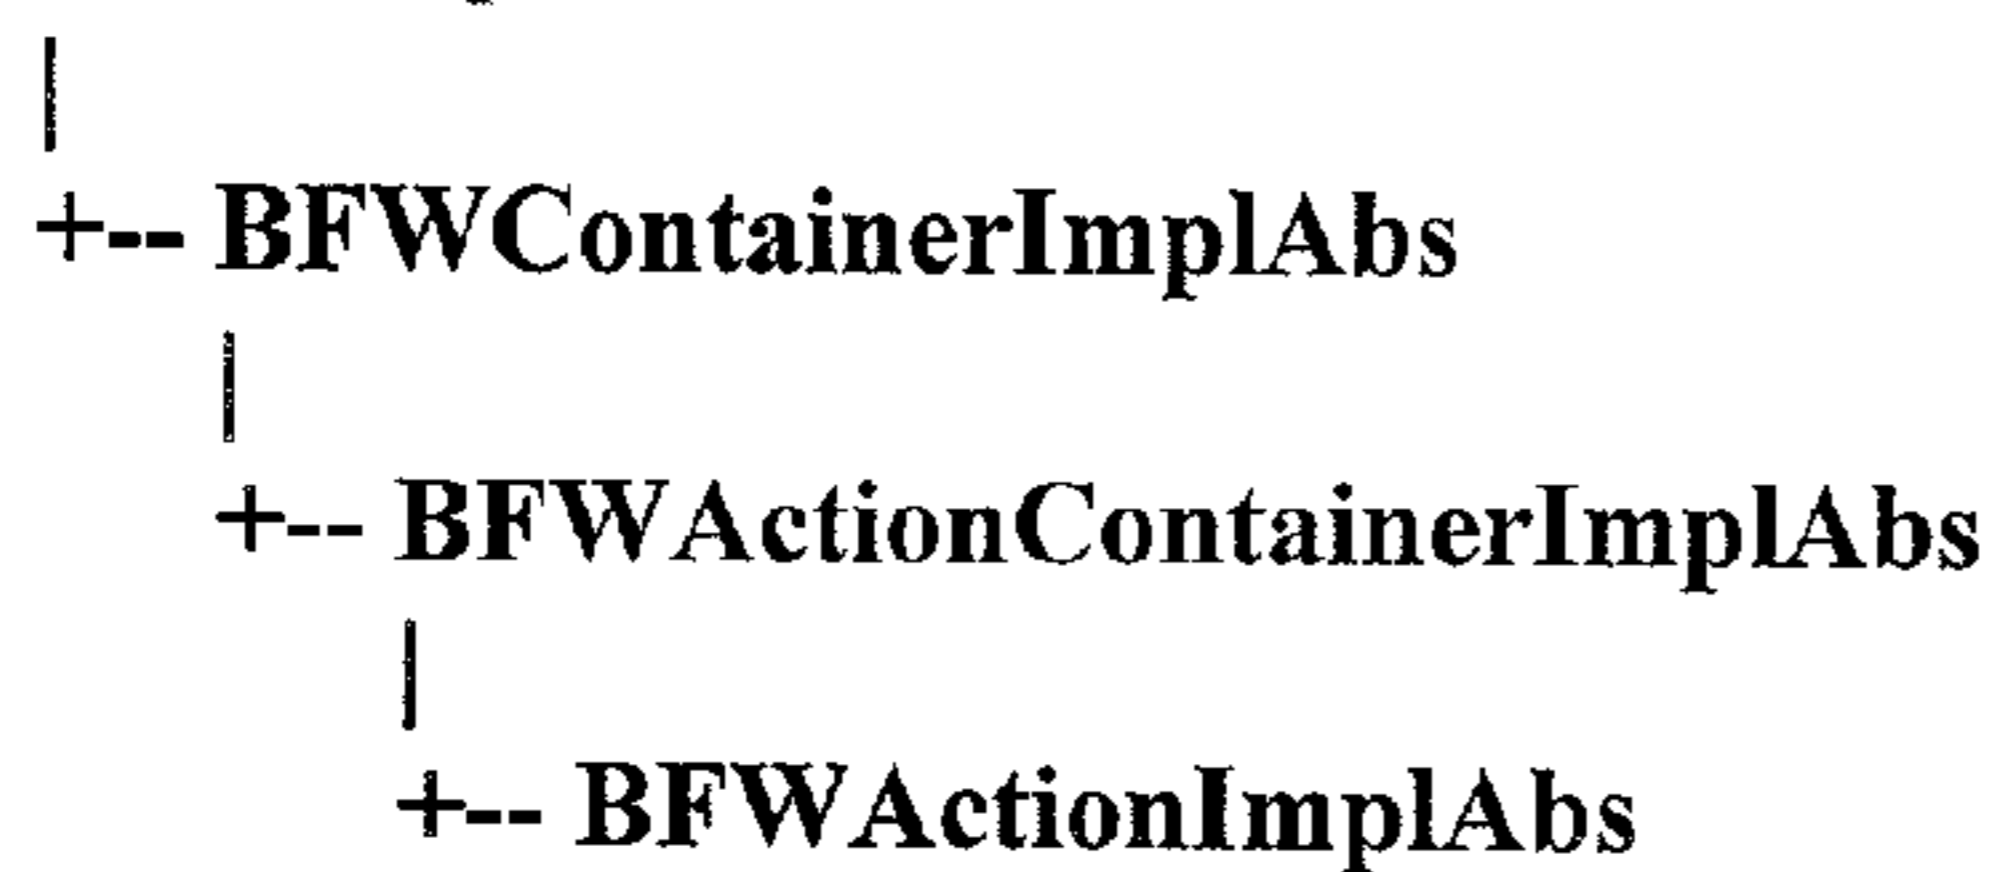 |
+-- BFWContainerImplAbs
|
+-- BFWActionContainerImplAbs
|
+-- BFWActionImplAbs